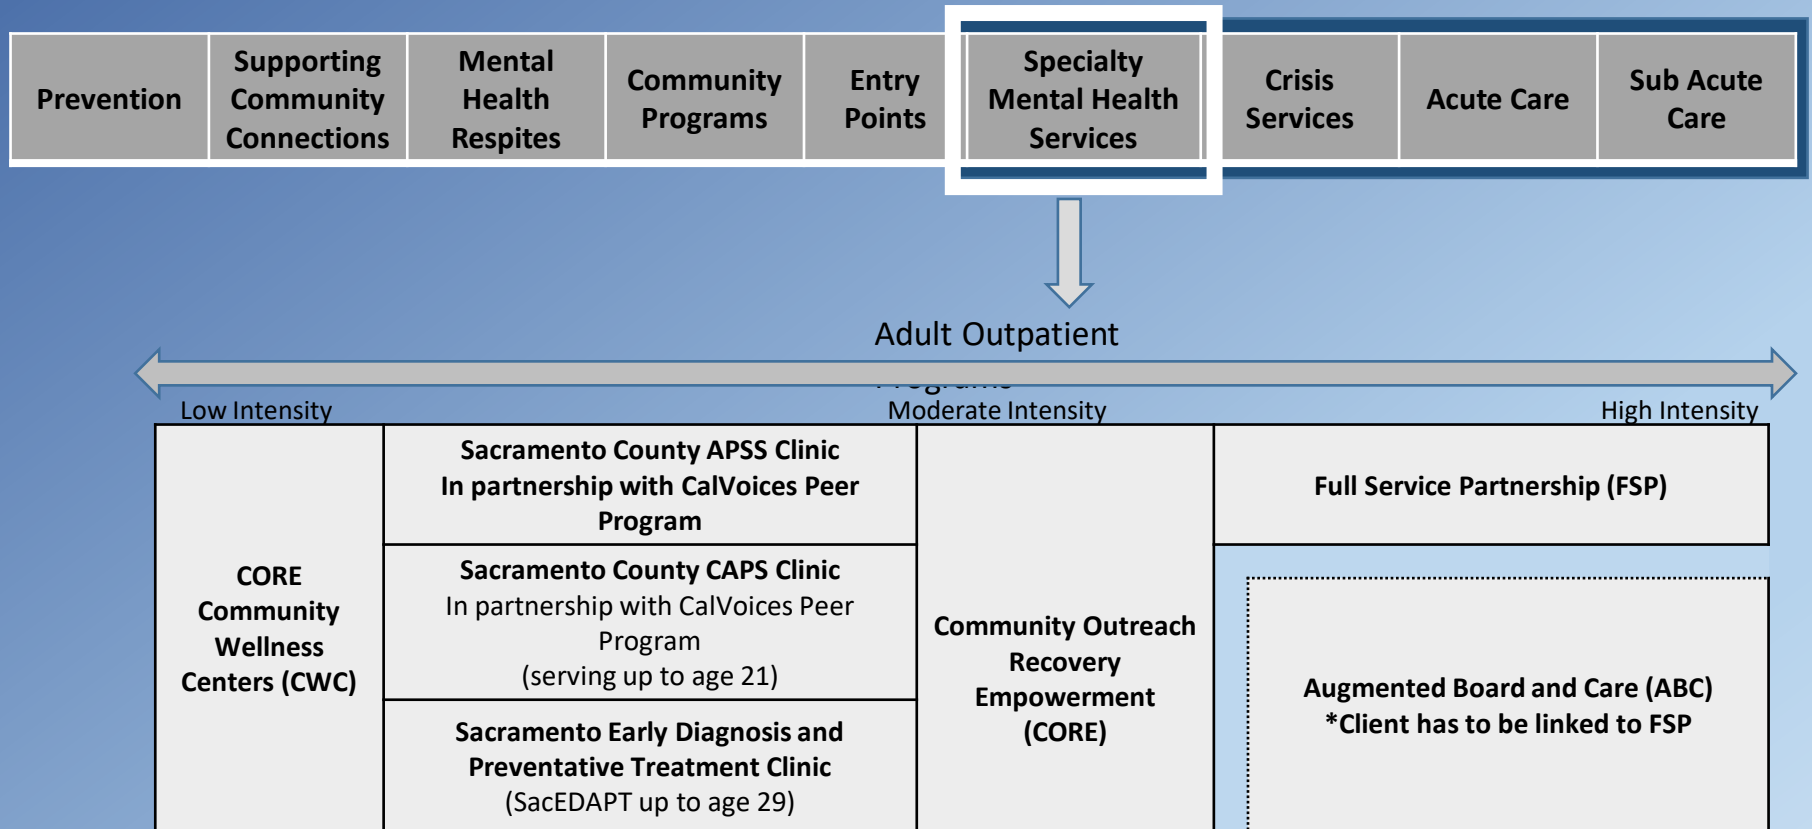 Prevention
Supporting
Community
Connections
Mental
Health
Respites
Community
Programs
Entry
Points
Specialty
Mental Health
Services
Crisis
Services
Acute Care
Sub Acute
Care
Adult Outpatient
Programs
Low Intensity
Moderate Intensity
High Intensity
CORE
Community
Wellness
Centers (CWC)
Sacramento County APSS Clinic
In partnership with CalVoices Peer
Program
Sacramento County CAPS Clinic
In partnership with CalVoices Peer
Program
(serving up to age 21)
Sacramento Early Diagnosis and
Preventative Treatment Clinic
(SacEDAPT up to age 29)
Community Outreach
Recovery
Empowerment
(CORE)
Full Service Partnership (FSP)
Augmented Board and Care (ABC)
*Client has to be linked to FSP